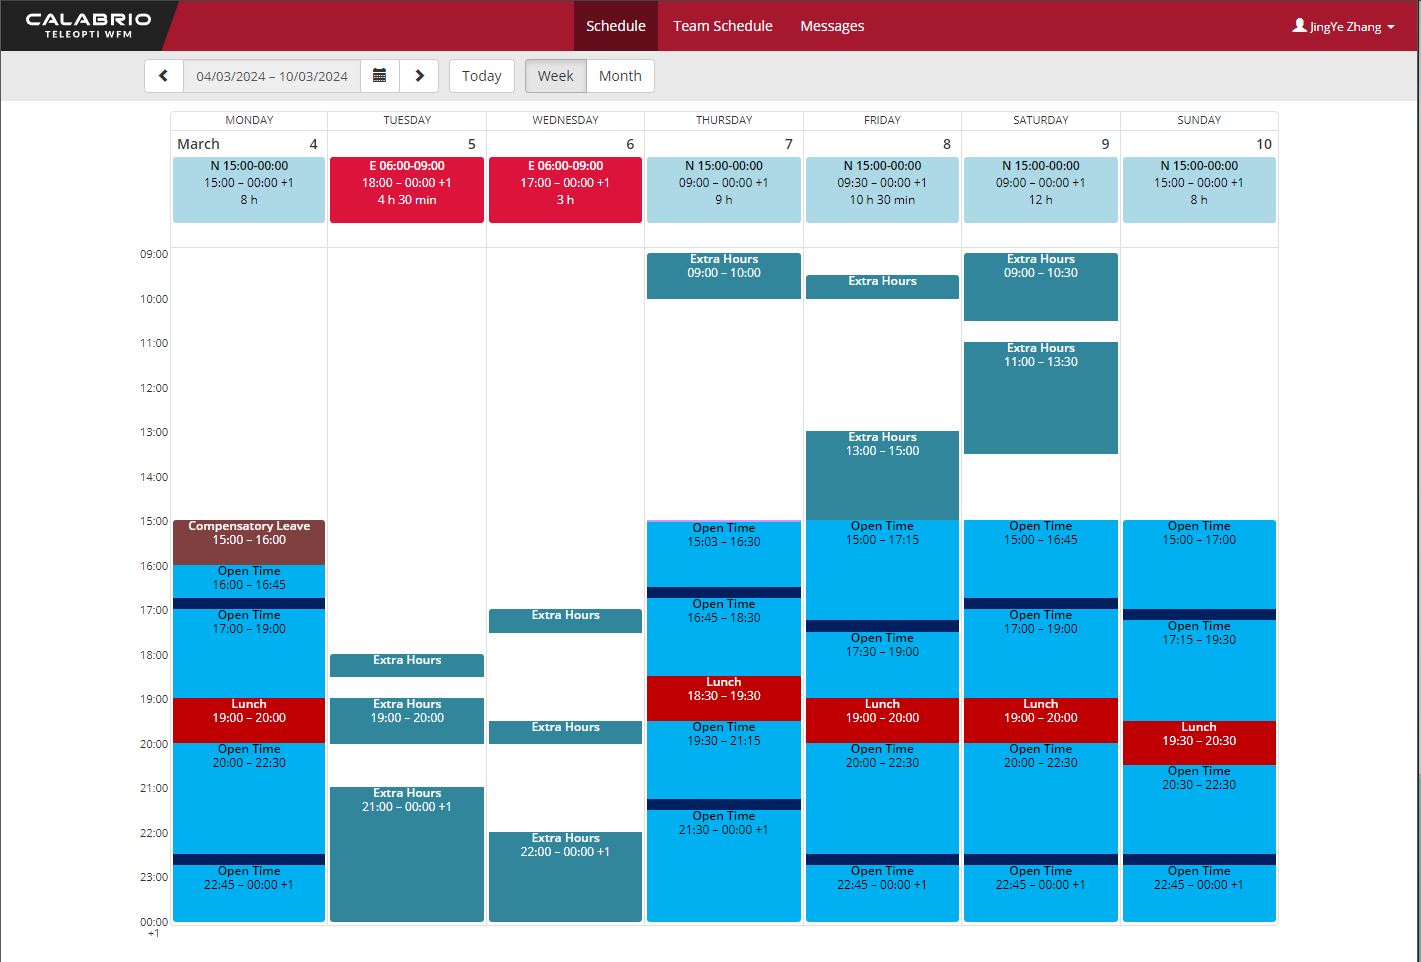 CALABRIO
TELEOPTI WFM
Schedule
Team Schedule
Messages
JingYe Zhang
04/03/2024 – 10/03/2024
Today
Week
Month
MONDAY
TUESDAY
WEDNESDAY
THURSDAY
FRIDAY
SATURDAY
SUNDAY
March 4
5
6
7
8
9
10
N 15:00-00:00
15:00 – 00:00 +1
8 h
E 06:00-09:00
18:00 – 00:00 +1
4 h 30 min
E 06:00-09:00
17:00 – 00:00 +1
3 h
N 15:00-00:00
09:00 – 00:00 +1
9 h
N 15:00-00:00
09:30 – 00:00 +1
10 h 30 min
N 15:00-00:00
09:00 – 00:00 +1
12 h
N 15:00-00:00
15:00 – 00:00 +1
8 h
09:00
10:00
11:00
12:00
13:00
14:00
15:00
16:00
17:00
18:00
19:00
20:00
21:00
22:00
23:00
00:00
+1
Compensatory Leave
15:00 – 16:00
Open Time
16:00 – 16:45
Open Time
17:00 – 19:00
Lunch
19:00 – 20:00
Open Time
20:00 – 22:30
Open Time
22:45 – 00:00 +1
Extra Hours
Extra Hours
19:00 – 20:00
Extra Hours
21:00 – 00:00 +1
Extra Hours
Extra Hours
Extra Hours
22:00 – 00:00 +1
Extra Hours
09:00 – 10:00
Open Time
15:03 – 16:30
Open Time
16:45 – 18:30
Lunch
18:30 – 19:30
Open Time
19:30 – 21:15
Open Time
21:30 – 00:00 +1
Extra Hours
Extra Hours
13:00 – 15:00
Open Time
15:00 – 17:15
Open Time
17:30 – 19:00
Lunch
19:00 – 20:00
Open Time
20:00 – 22:30
Open Time
22:45 – 00:00 +1
Extra Hours
09:00 – 10:30
Extra Hours
11:00 – 13:30
Open Time
15:00 – 16:45
Open Time
17:00 – 19:00
Lunch
19:00 – 20:00
Open Time
20:00 – 22:30
Open Time
22:45 – 00:00 +1
Open Time
15:00 – 17:00
Open Time
17:15 – 19:30
Lunch
19:30 – 20:30
Open Time
20:30 – 22:30
Open Time
22:45 – 00:00 +1